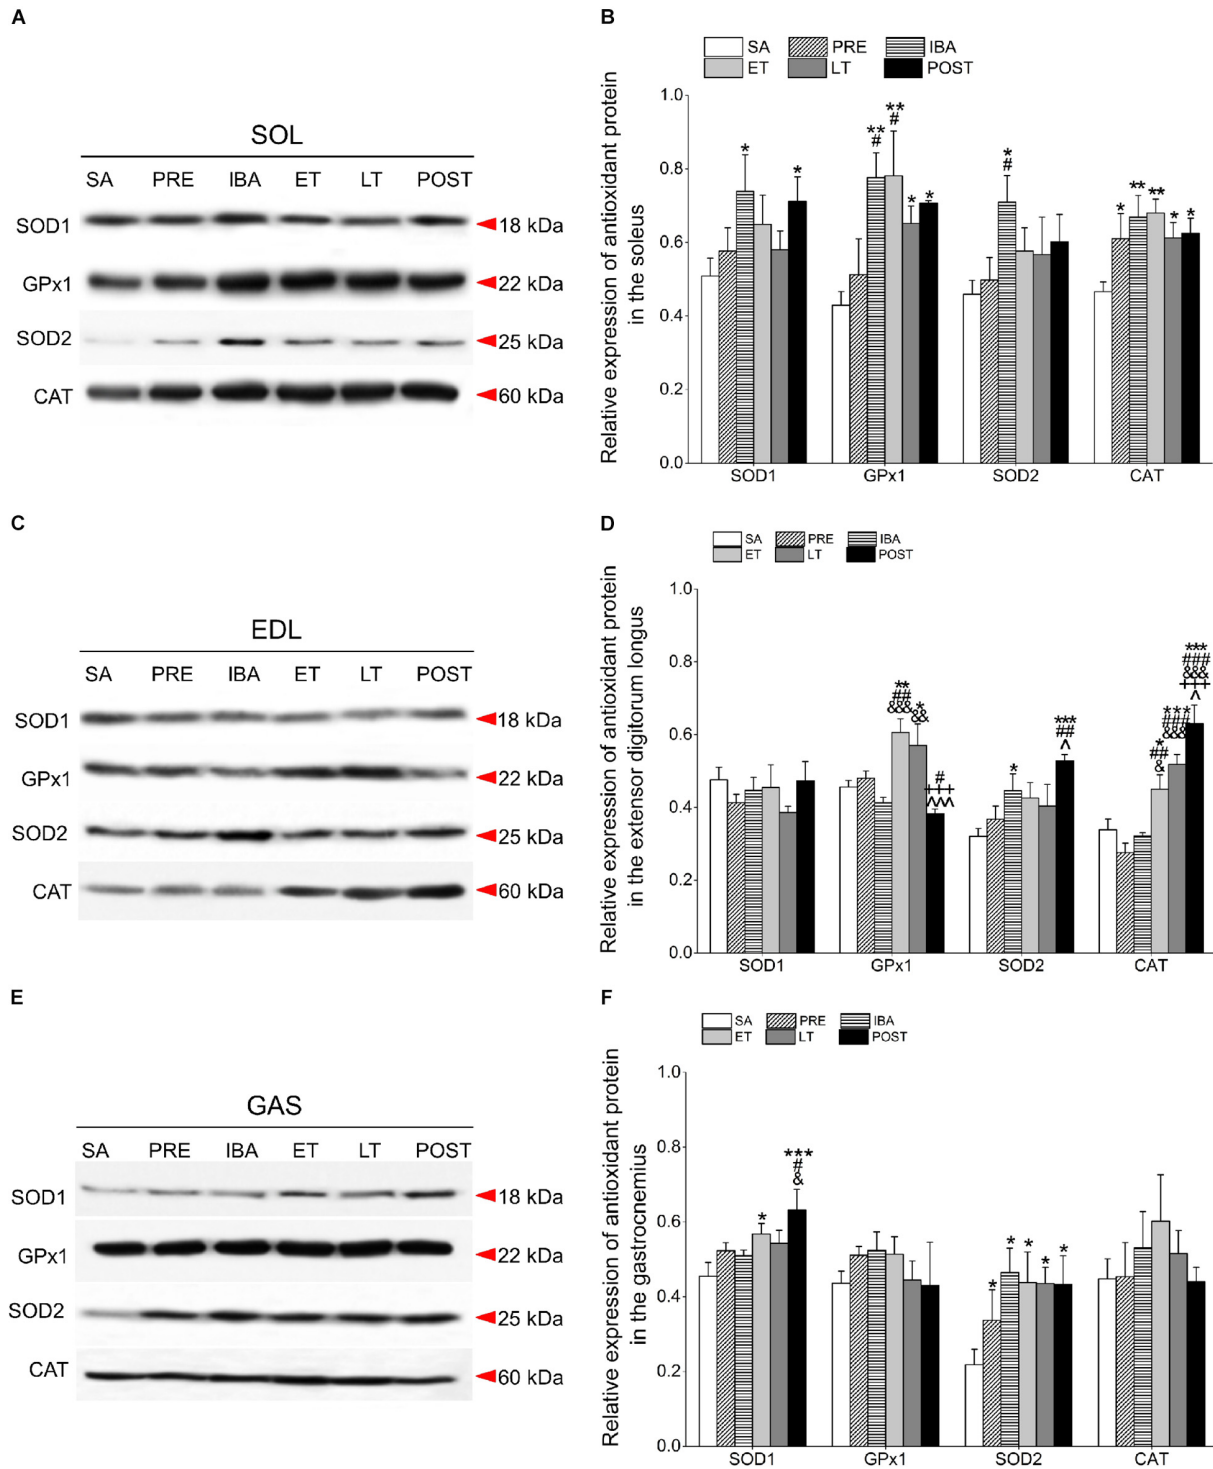 A
SOL
SA PRE IBA ET LT POST
SOD1 18 kDa
GPx1 22 kDa
SOD2 25 kDa
CAT 60 kDa
B
SA PRE IBA
ET LT POST
Relative expression of antioxidant protein
in the soleus
1.0
0.8
0.6
0.4
0.2
0.0
* *
** # ** # * *
* #
* ** ** * *
SOD1 GPx1 SOD2 CAT
C
EDL
SA PRE IBA ET LT POST
SOD1 18 kDa
GPx1 22 kDa
SOD2 25 kDa
CAT 60 kDa
D
SA PRE IBA
ET LT POST
Relative expression of antioxidant protein
in the extensor digitorum longus
1.0
0.8
0.6
0.4
0.2
0.0
** ## &&& * && # +++ ^^^
* *** ## ^
* ## & *** ### &&& *** ### &&& +++ ^
SOD1 GPx1 SOD2 CAT
E
GAS
SA PRE IBA ET LT POST
SOD1 18 kDa
GPx1 22 kDa
SOD2 25 kDa
CAT 60 kDa
F
SA PRE IBA
ET LT POST
Relative expression of antioxidant protein
in the gastrocnemius
1.0
0.8
0.6
0.4
0.2
0.0
* *** # &
* * * * *
SOD1 GPx1 SOD2 CAT